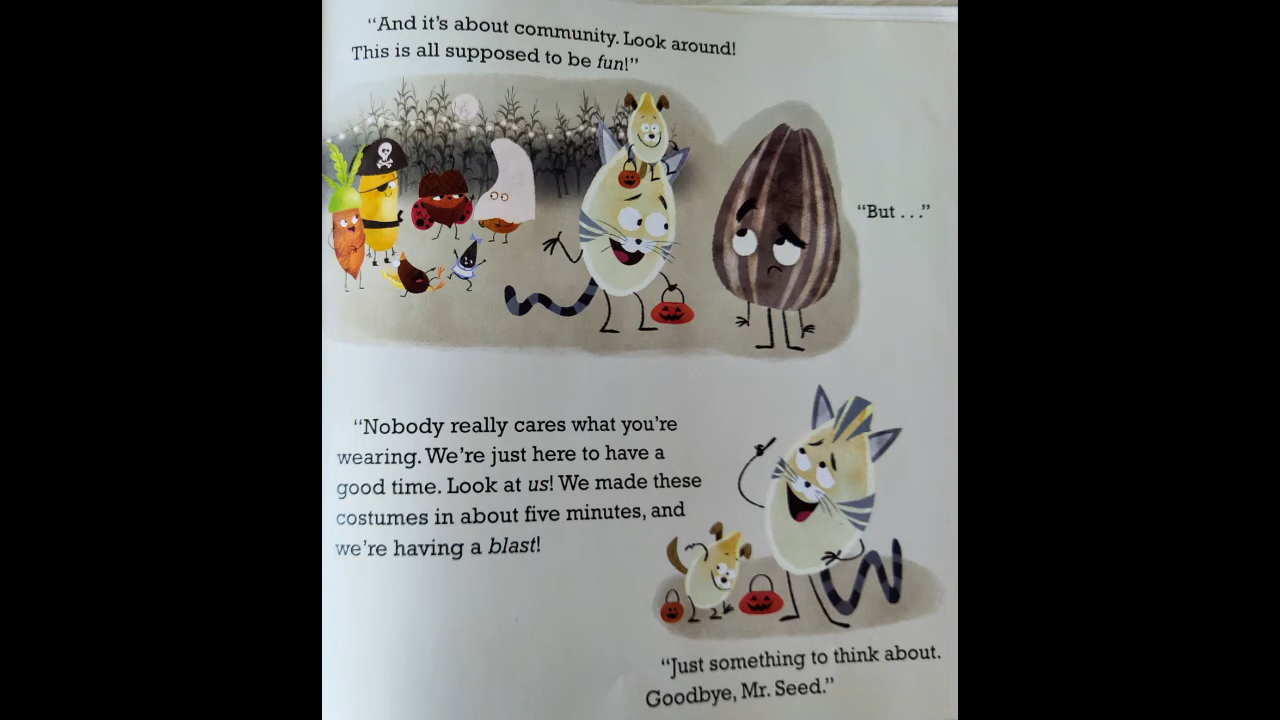 “And it’s about community. Look around!
This is all supposed to be fun!”
“But . . .”
“Nobody really cares what you’re
wearing. We’re just here to have a
good time. Look at us! We made these
costumes in about five minutes, and
we’re having a blast!
“Just something to think about.
Goodbye, Mr. Seed.”